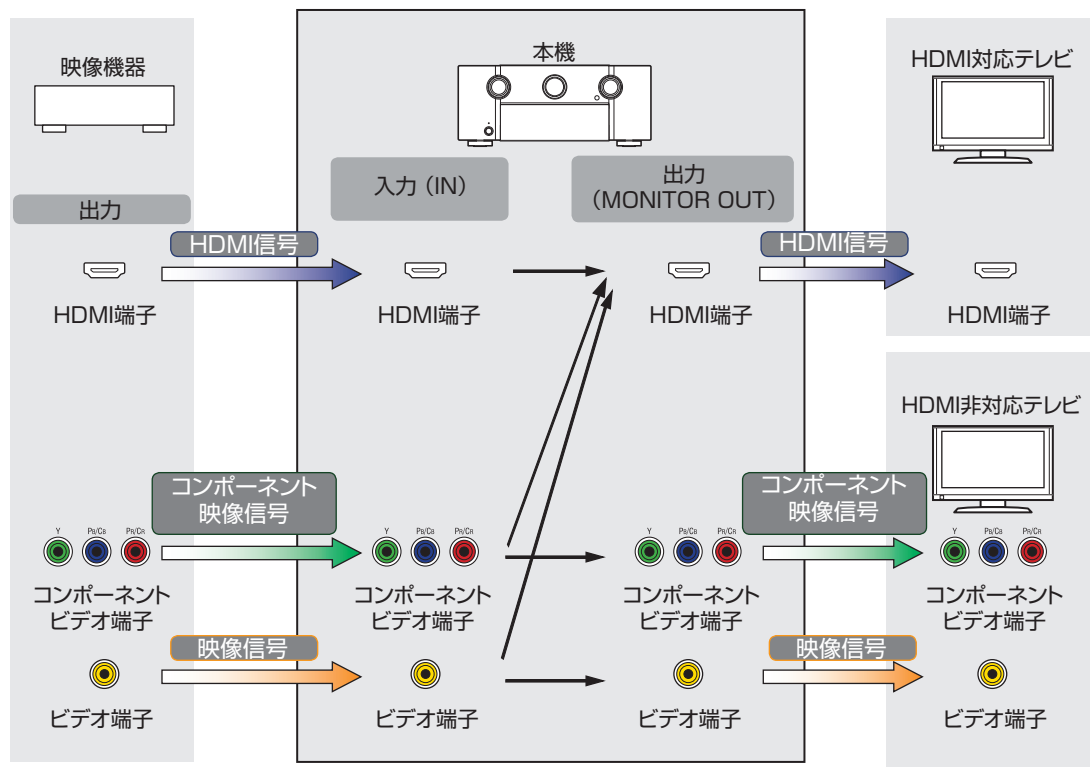 映像機器
本機
HDMI対応テレビ
入力（IN）
出力
（MONITOR OUT）
出力
HDMI信号
HDMI信号
HDMI端子
HDMI端子
HDMI端子
HDMI端子
HDMI非対応テレビ
コンポーネント
映像信号
コンポーネント
映像信号
Y PB/CB PR/CR
Y PB/CB PR/CR
Y PB/CB PR/CR
Y PB/CB PR/CR
コンポーネント
ビデオ端子
コンポーネント
ビデオ端子
コンポーネント
ビデオ端子
コンポーネント
ビデオ端子
映像信号
映像信号
ビデオ端子
ビデオ端子
ビデオ端子
ビデオ端子